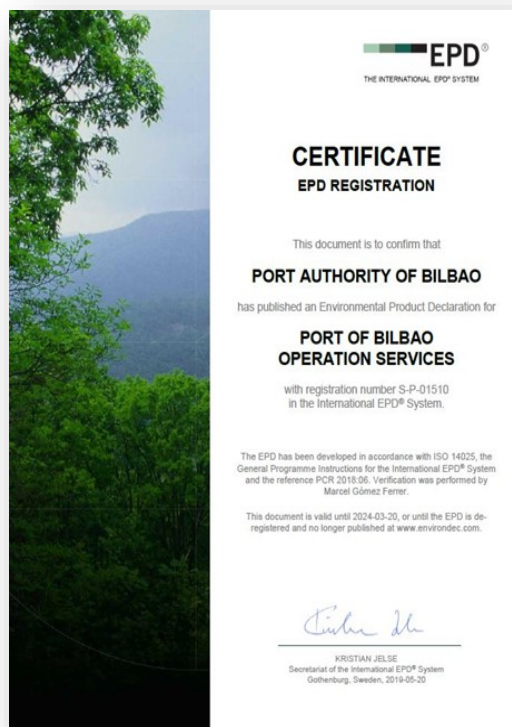 EPD®
THE INTERNATIONAL EPD® SYSTEM
CERTIFICATE
EPD REGISTRATION
This document is to confirm that
PORT AUTHORITY OF BILBAO
has published an Environmental Product Declaration for
PORT OF BILBAO
OPERATION SERVICES
with registration number S-P-01510
in the International EPD® System.
The EPD has been developed in accordance with ISO 14025, the
General Programme Instructions for the International EPD® System
and the reference PCR 2018:06. Verification was performed by
Marcel Gómez Ferrer.
This document is valid until 2024-03-20, or until the EPD is de-
registered and no longer published at www.environdec.com.
KRISTIAN JELSE
Secretariat of the International EPD® System
Gothenburg, Sweden, 2019-05-20